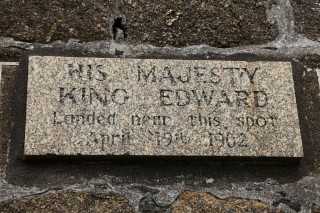 HIS MAJESTY
KING EDWARD
Landed near this spot
April 19th 1902